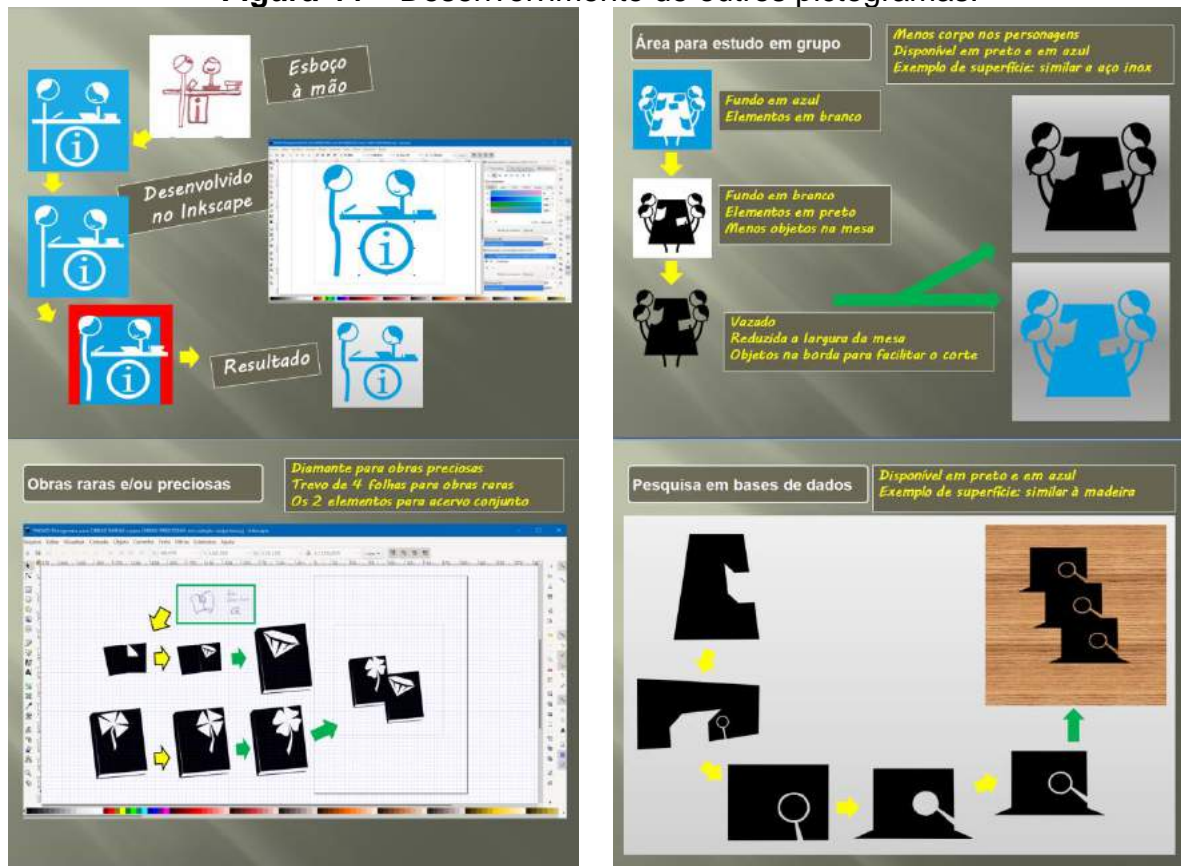 Desenvolvimento de outros pictogramas.
Esboço
à mão
Desenvolvido
no Inkscape
Resultado
Área para estudo em grupo
Menos corpo nos personagens
Disponível em preto e em azul
Exemplo de superfície: similar a aço inox
Fundo em azul
Elementos em branco
Fundo em branco
Elementos em preto
Menos objetos na mesa
Vazado
Reduzida a largura da mesa
Objetos na borda para facilitar o corte
Obras raras e/ou preciosas
Diamante para obras preciosas
Trevo de 4 folhas para obras raras
Os 2 elementos para acervo conjunto
Pesquisa em bases de dados
Disponível em preto e em azul
Exemplo de superfície: similar à madeira